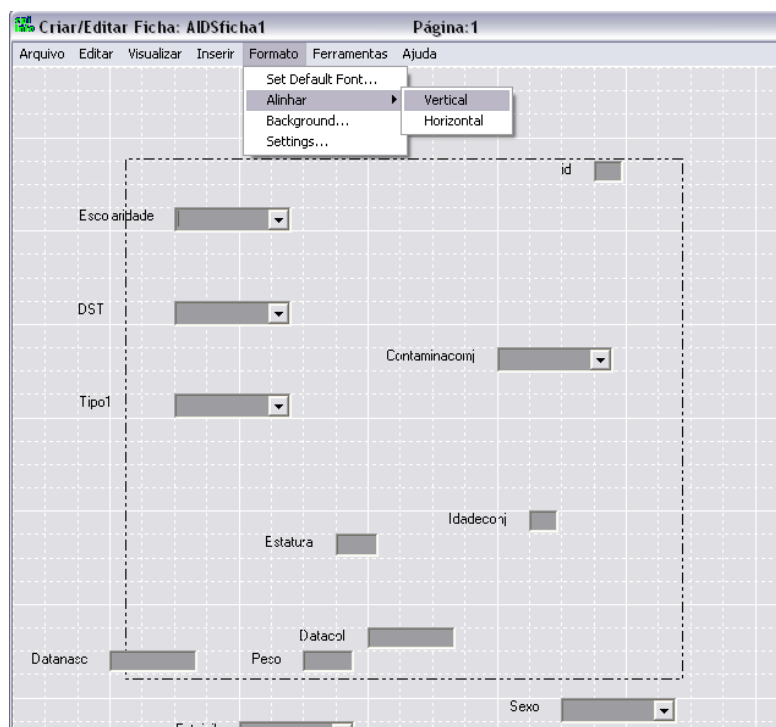 Criar/Editar Ficha: AIDSficha1 Página:1
Arquivo Editar Visualizar Inserir Formato Ferramentas Ajuda
Set Default Font...
Alinhar Vertical
Background... Horizontal
Settings...
id
Escolaridade
DST
Contaminaconj
Tipo1
Idadeconj
Estatura
Datacol
Datanasc Peso
Sexo